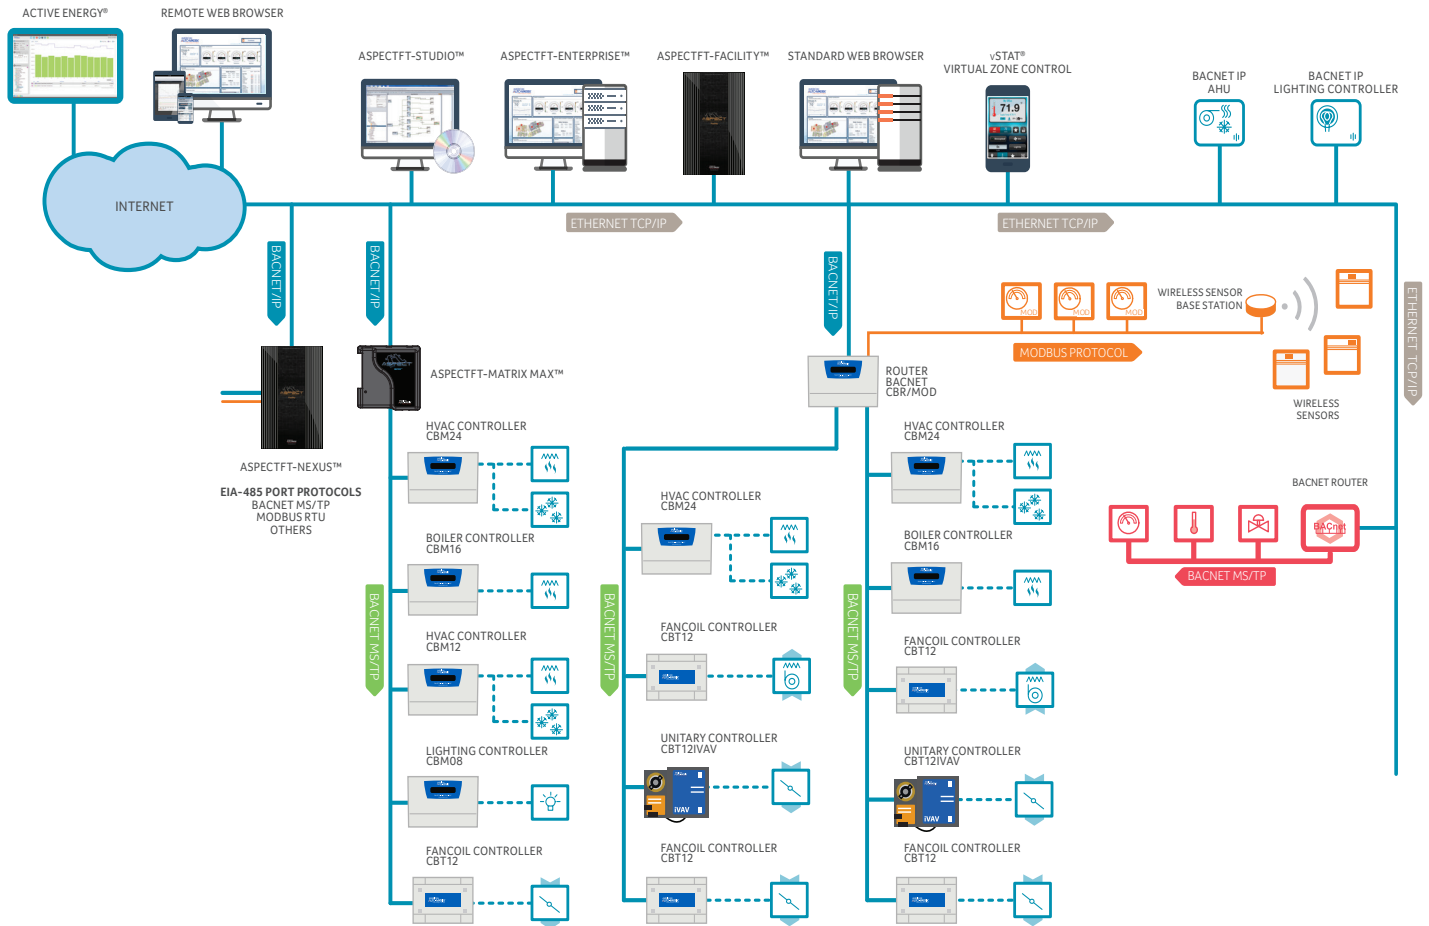 ACTIVE ENERGY®
REMOTE WEB BROWSER
ASPECTFT-STUDIO™
ASPECTFT-ENTERPRISE™
ASPECTFT-FACILITY™
STANDARD WEB BROWSER
vSTAT®
VIRTUAL ZONE CONTROL
BACNET IP
AHU
BACNET IP
LIGHTING CONTROLLER
71.9
ASPECT
INTERNET
ETHERNET TCP/IP
ETHERNET TCP/IP
BACNET/IP
BACNET/IP
BACNET/IP
ETHERNET TCP/IP
MOD
MOD
MOD
WIRELESS SENSOR
BASE STATION
MODBUS PROTOCOL
WIRELESS
SENSORS
ASPECT
ASPECTFT-MATRIX MAX™
ROUTER
BACNET
CBR/MOD
ASPECT
ASPECTFT-NEXUS™
EIA-485 PORT PROTOCOLS
BACNET MS/TP
MODBUS RTU
OTHERS
BACNET MS/TP
HVAC CONTROLLER
CBM24
BOILER CONTROLLER
CBM16
HVAC CONTROLLER
CBM12
LIGHTING CONTROLLER
CBM08
FANCOIL CONTROLLER
CBT12
BACNET MS/TP
HVAC CONTROLLER
CBM24
FANCOIL CONTROLLER
CBT12
UNITARY CONTROLLER
CBT12IVAV
iVAV
FANCOIL CONTROLLER
CBT12
BACNET MS/TP
HVAC CONTROLLER
CBM24
BOILER CONTROLLER
CBM16
FANCOIL CONTROLLER
CBT12
UNITARY CONTROLLER
CBT12IVAV
iVAV
FANCOIL CONTROLLER
CBT12
BACNET ROUTER
BACnet
BACNET MS/TP